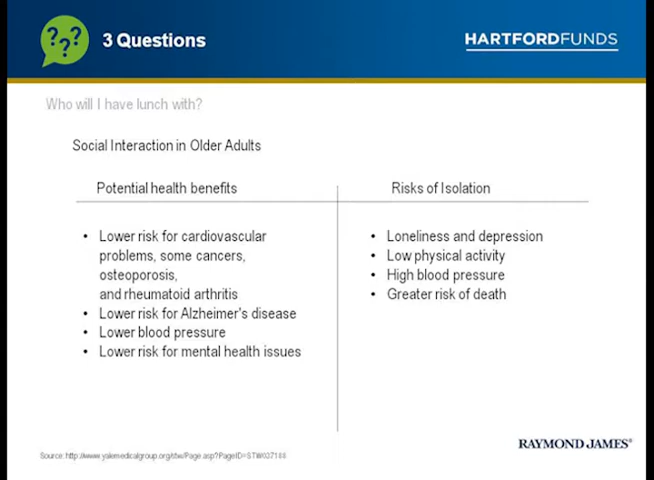 ???
3 Questions
HARTFORDFUNDS
Who will I have lunch with?
Social Interaction in Older Adults
Potential health benefits
Risks of Isolation
• Lower risk for cardiovascular
problems, some cancers,
osteoporosis,
and rheumatoid arthritis
• Lower risk for Alzheimer's disease
• Lower blood pressure
• Lower risk for mental health issues
• Loneliness and depression
• Low physical activity
• High blood pressure
• Greater risk of death
RAYMOND JAMES®
Source: